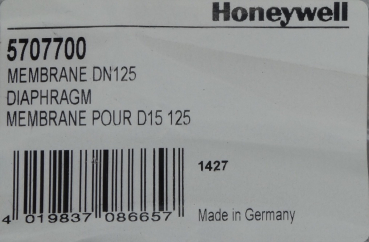 Honeywell
5707700
MEMBRANE DN125
DIAPHRAGM
MEMBRANE POUR D15 125
1427
4 019837 086657
Made in Germany